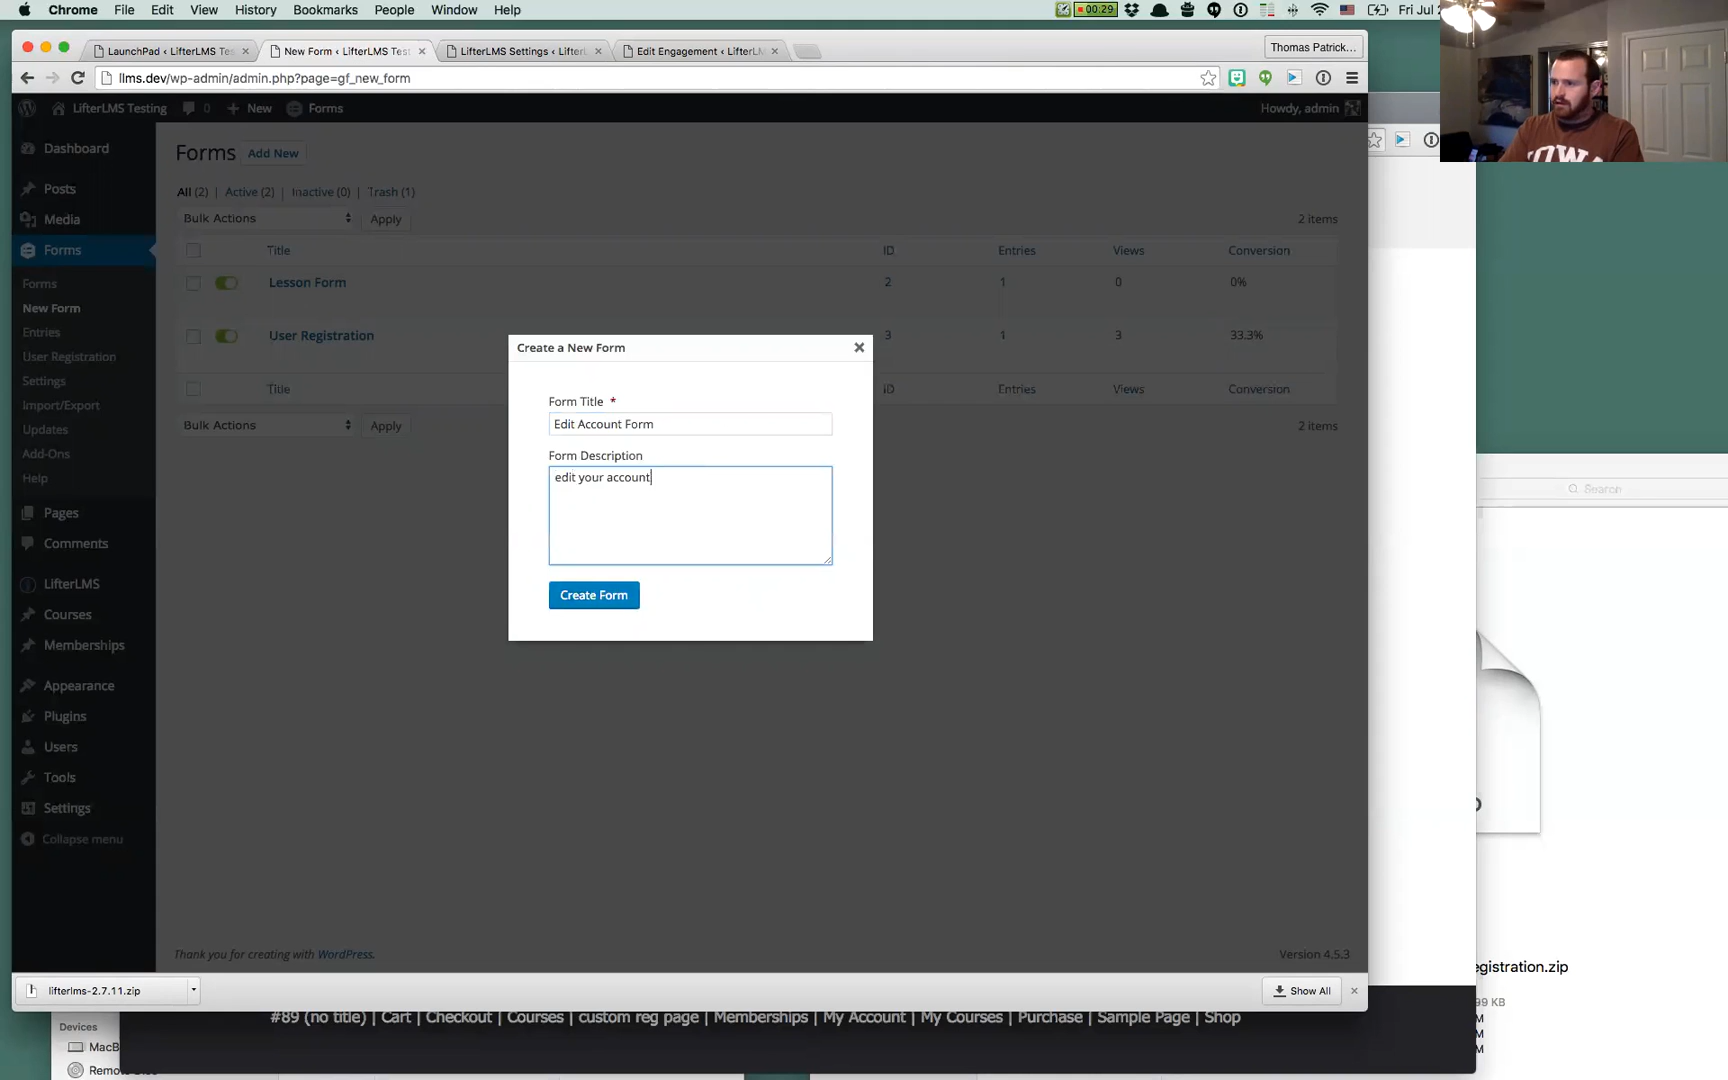 Chrome File Edit View History Bookmarks People Window Help
00:29
Fri Jul
LaunchPad ‹ LifterLMS Tes
New Form ‹ LifterLMS Test
LifterLMS Settings ‹ Lifter
Edit Engagement ‹ LifterLM
Thomas Patrick...
llms.dev/wp-admin/admin.php?page=gf_new_form
LifterLMS Testing 0 New Forms
Howdy, admin
Dashboard
Posts
Media
Forms
Forms
New Form
Entries
User Registration
Settings
Import/Export
Updates
Add-Ons
Help
Pages
Comments
LifterLMS
Courses
Memberships
Appearance
Plugins
Users
Tools
Settings
Collapse menu
Forms Add New
All (2) | Active (2) | Inactive (0) | Trash (1)
Bulk Actions Apply 2 items
Title ID Entries Views Conversion
Lesson Form 2 1 0 0%
User Registration 3 1 3 33.3%
Title ID Entries Views Conversion
Bulk Actions Apply 2 items
Create a New Form
Form Title *
Edit Account Form
Form Description
edit your account
Create Form
Thank you for creating with WordPress.
Version 4.5.3
lifterlms-2.7.11.zip
Show All
#89 (no title) | Cart | Checkout | Courses | custom reg page | Memberships | My Account | My Courses | Purchase | Sample Page | Shop
Devices
MacB
Search
egistration.zip
99 KB